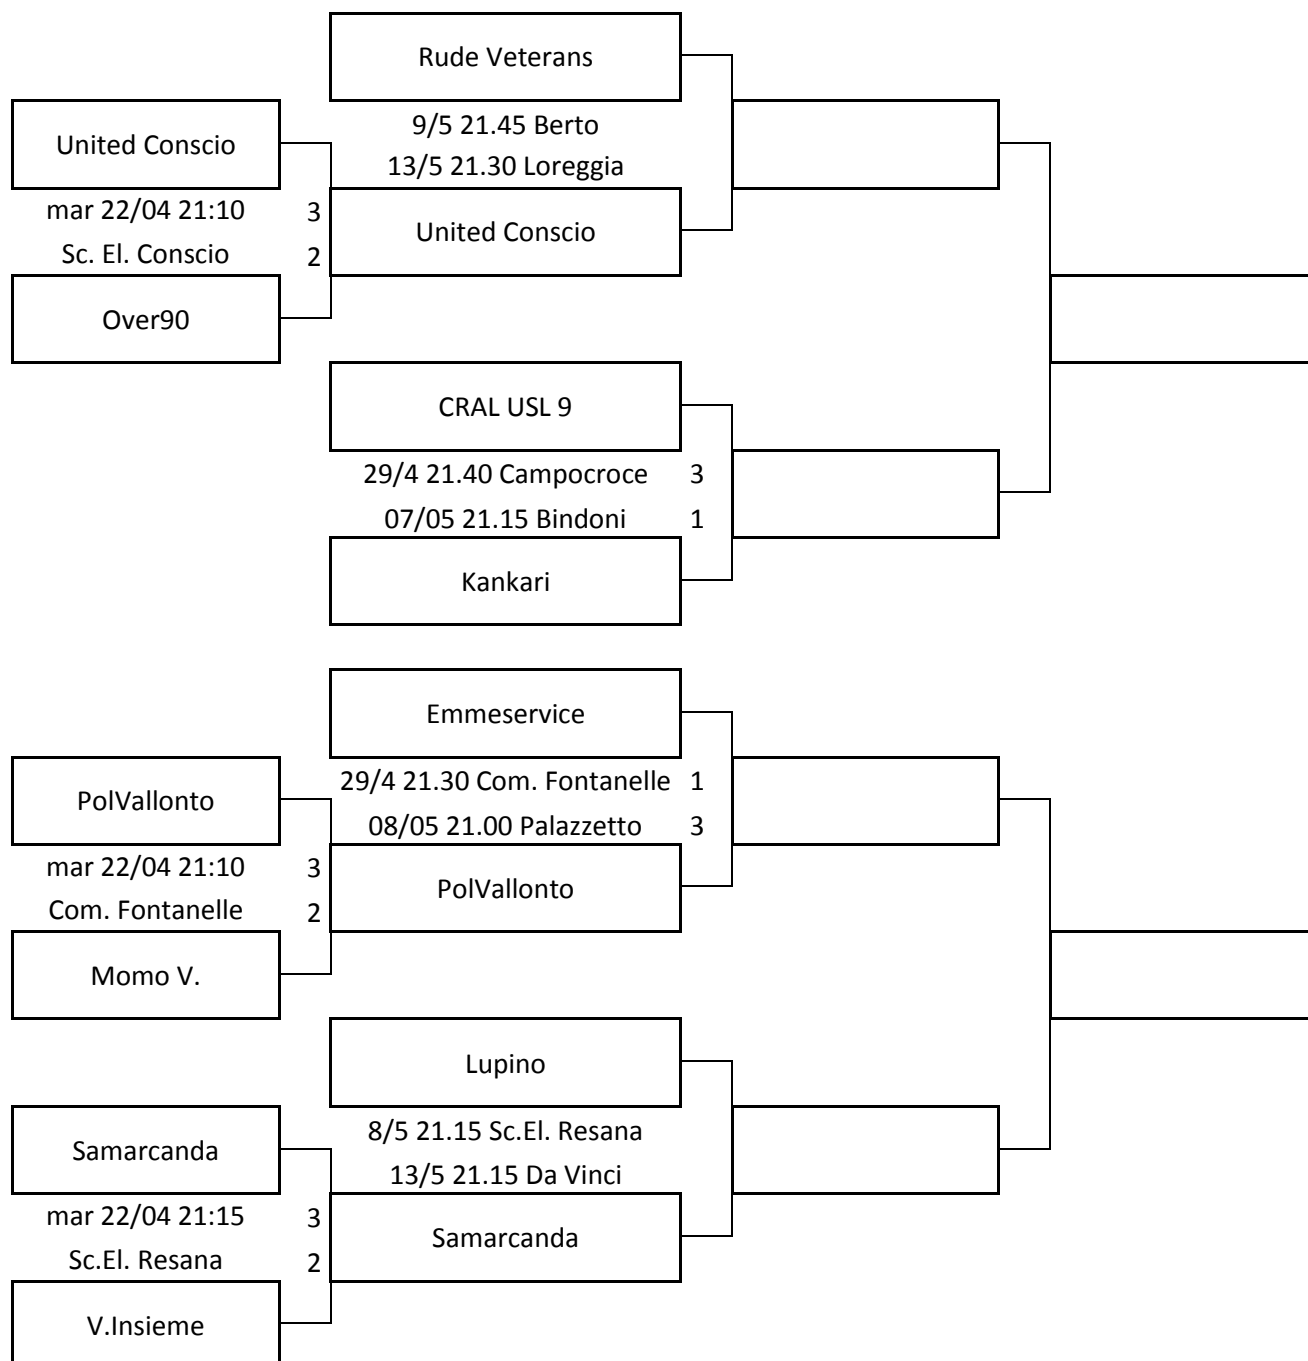 Rude Veterans
9/5 21.45 Berto
United Conscio
13/5 21.30 Loreggia
mar 22/04 21:10 3
United Conscio
Sc. El. Conscio 2
Over90
CRAL USL 9
29/4 21.40 Campocroce 3
07/05 21.15 Bindoni 1
Kankari
Emmeservice
29/4 21.30 Com. Fontanelle 1
PolVallonto
08/05 21.00 Palazzetto 3
mar 22/04 21:10 3
PolVallonto
Com. Fontanelle 2
Momo V.
Lupino
8/5 21.15 Sc.El. Resana
Samarcanda
13/5 21.15 Da Vinci
mar 22/04 21:15 3
Samarcanda
Sc.El. Resana 2
V.Insieme